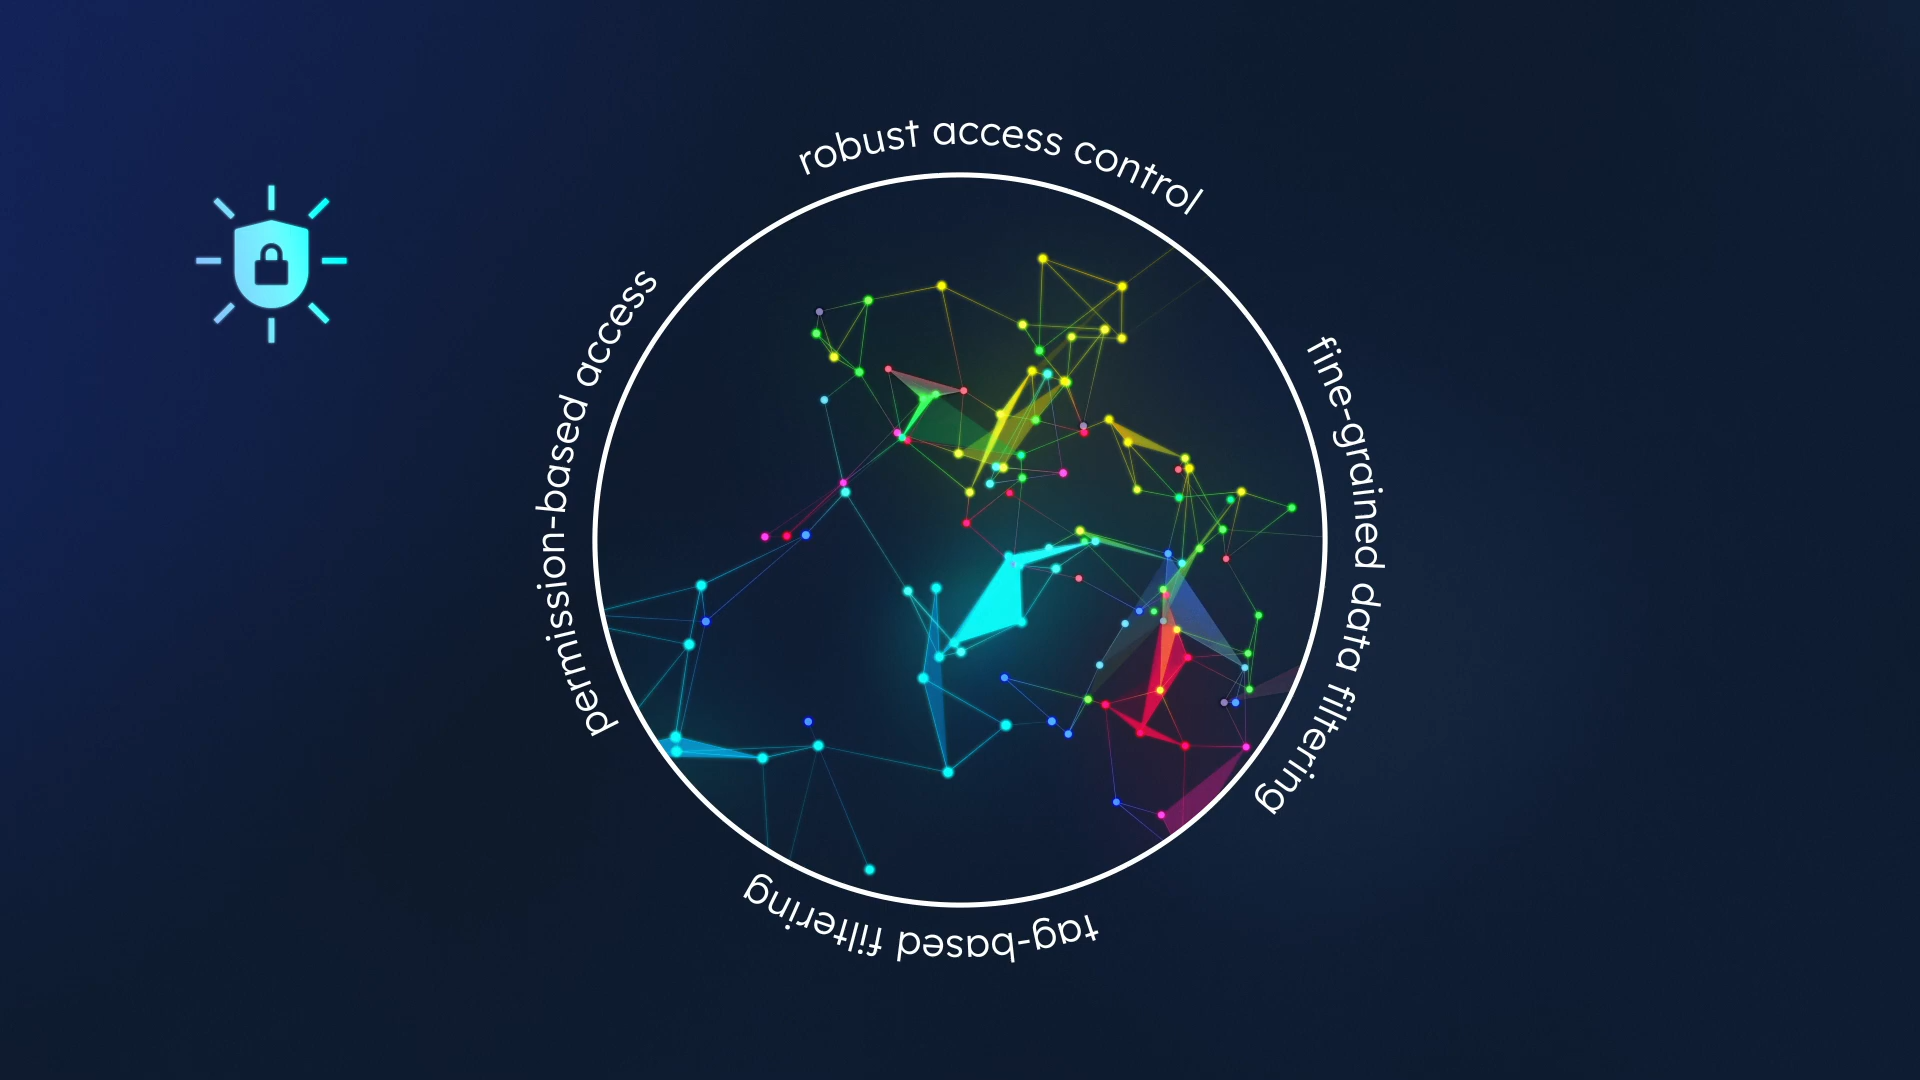 robust access control
fine-grained data filtering
tag-based filtering
permission-based access